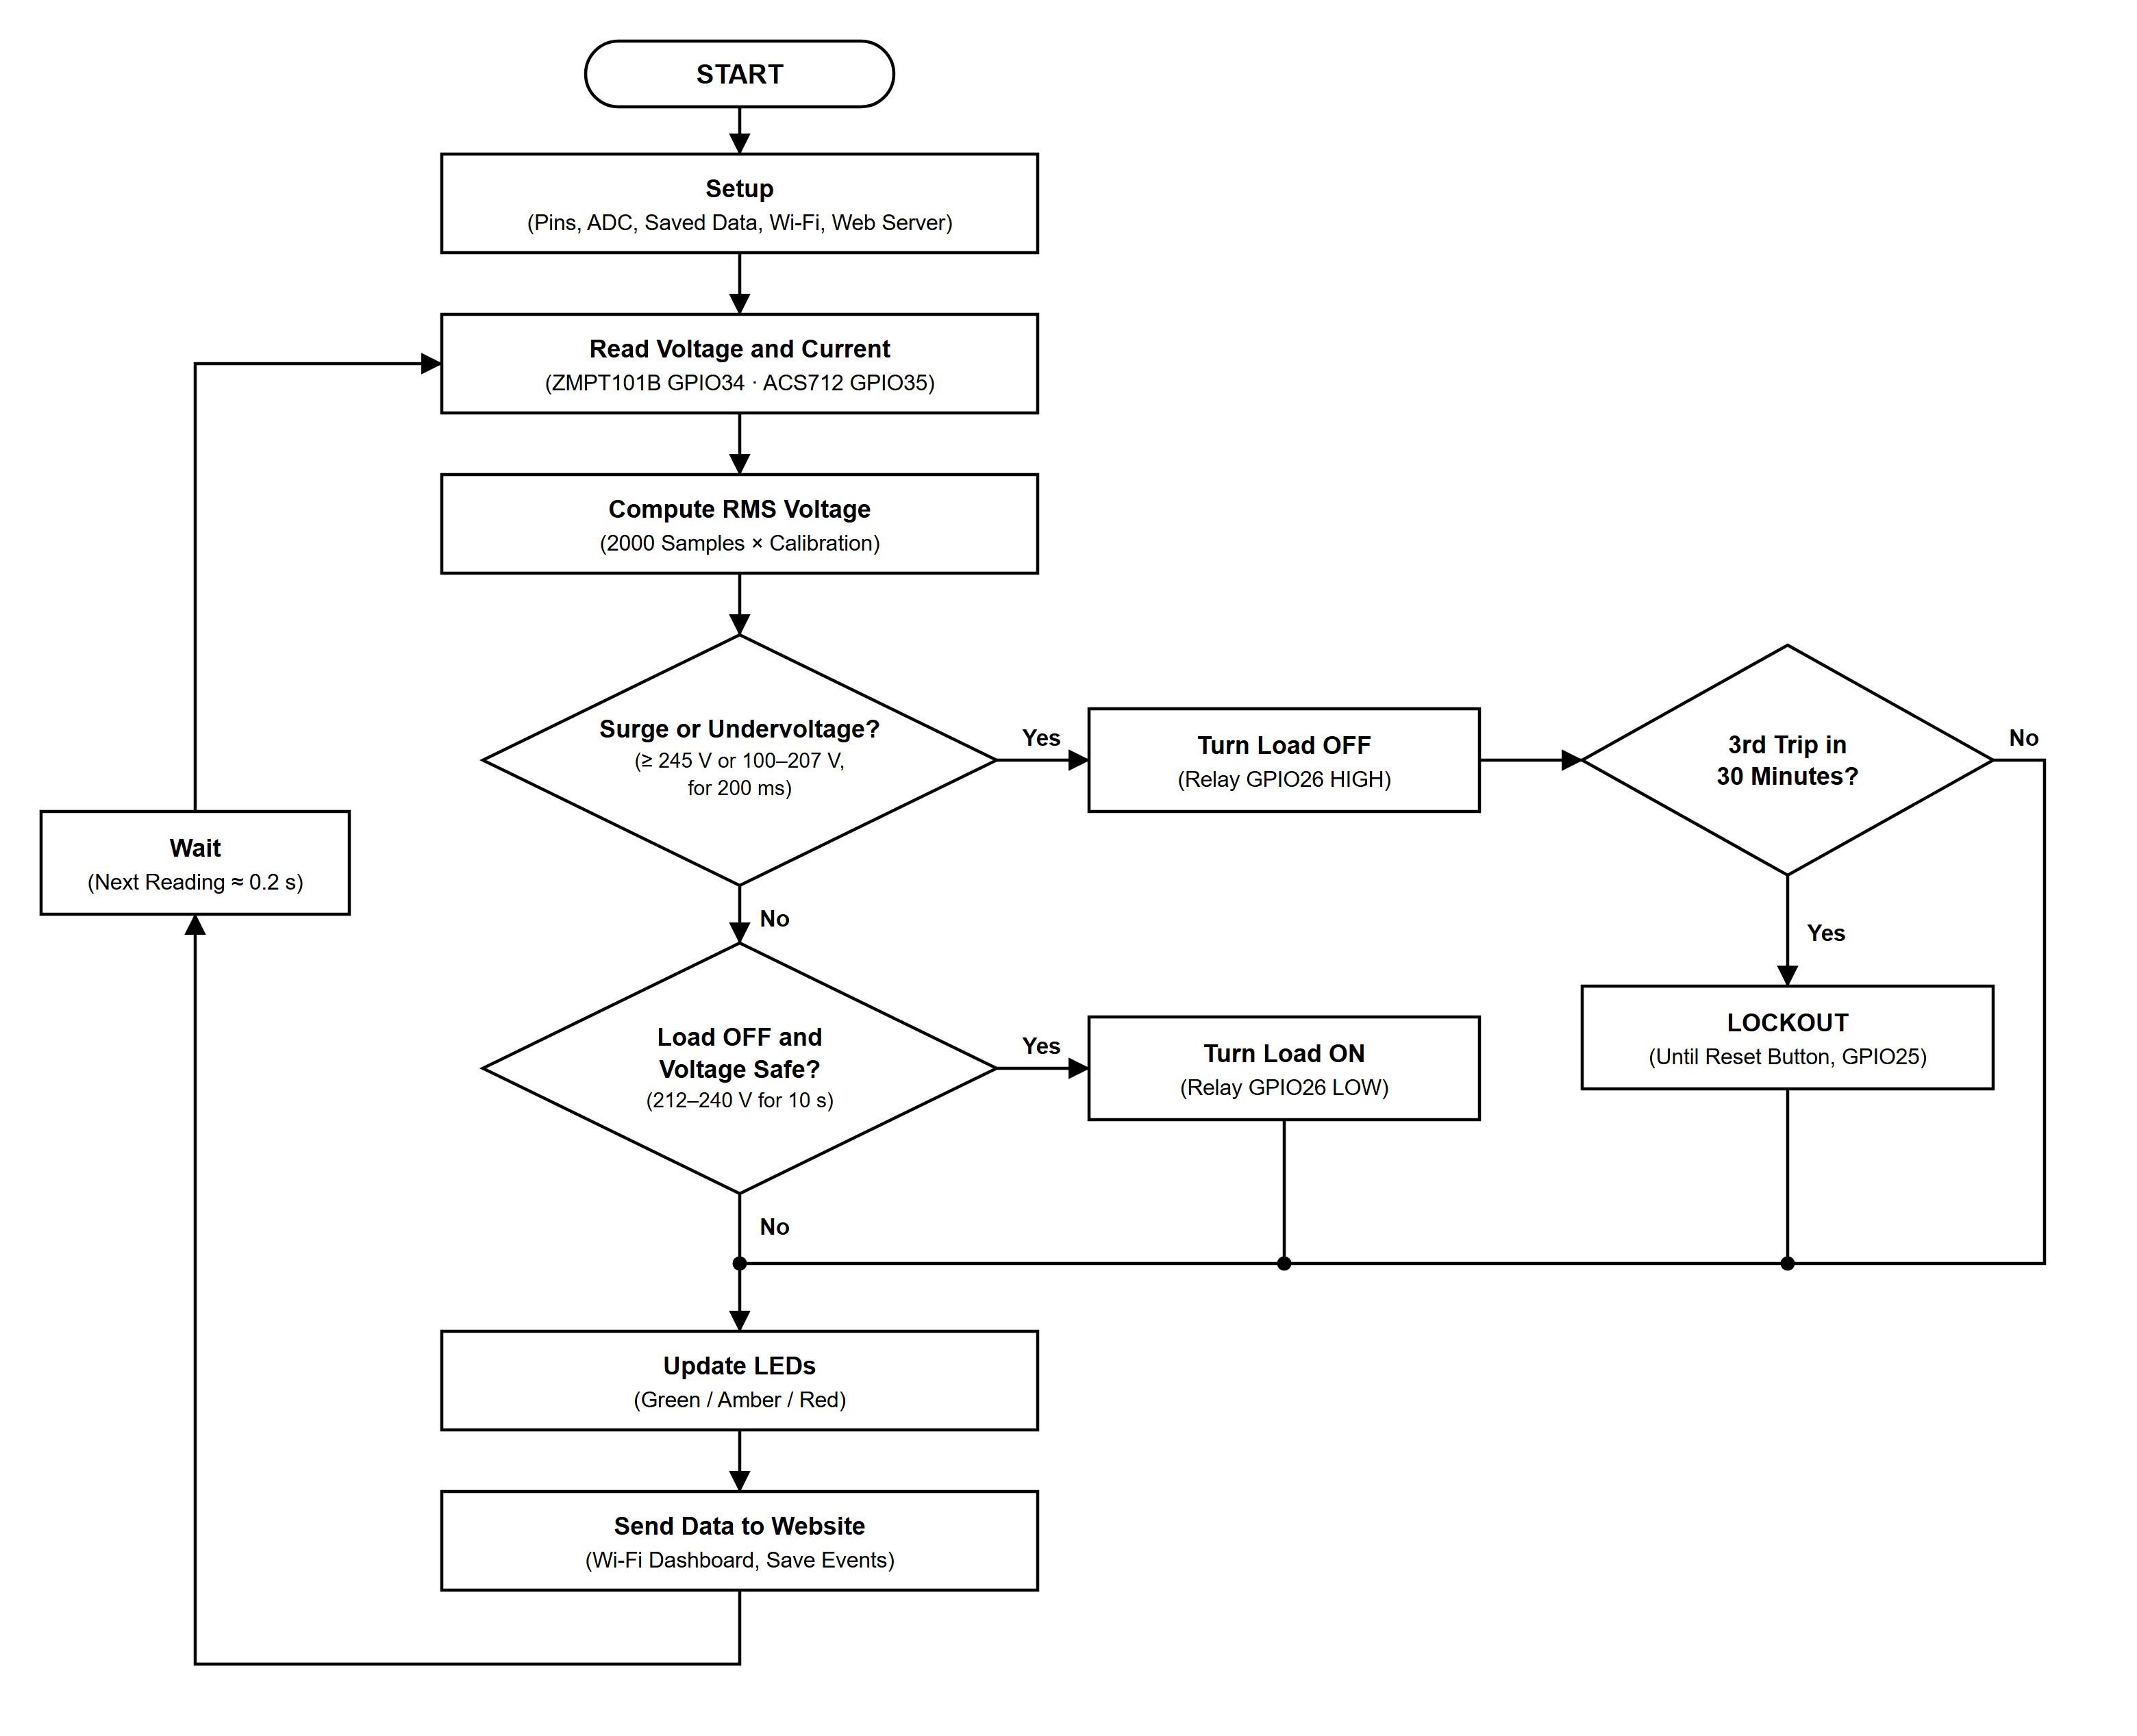 START
Setup
(Pins, ADC, Saved Data, Wi-Fi, Web Server)
Read Voltage and Current
(ZMPT101B GPIO34 · ACS712 GPIO35)
Compute RMS Voltage
(2000 Samples × Calibration)
Surge or Undervoltage?
(≥ 245 V or 100–207 V,
for 200 ms)
Yes
Turn Load OFF
(Relay GPIO26 HIGH)
3rd Trip in
30 Minutes?
No
Yes
LOCKOUT
(Until Reset Button, GPIO25)
No
Load OFF and
Voltage Safe?
(212–240 V for 10 s)
Yes
Turn Load ON
(Relay GPIO26 LOW)
No
Update LEDs
(Green / Amber / Red)
Send Data to Website
(Wi-Fi Dashboard, Save Events)
Wait
(Next Reading ≈ 0.2 s)